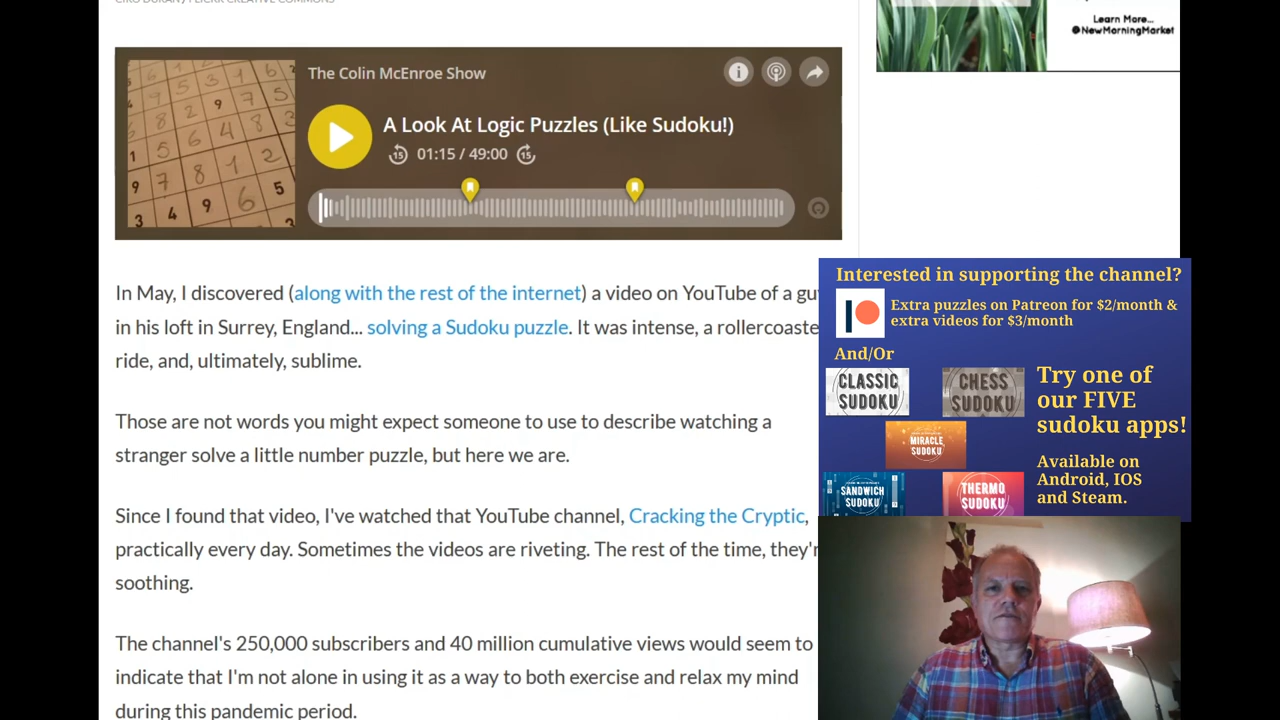 CIKO DURAN / FLICKR CREATIVE COMMONS
Learn More...
@NewMorningMarket
The Colin McEnroe Show
A Look At Logic Puzzles (Like Sudoku!)
15 01:15 / 49:00 15
In May, I discovered (along with the rest of the internet) a video on YouTube of a gu
in his loft in Surrey, England... solving a Sudoku puzzle. It was intense, a rollercoaste
ride, and, ultimately, sublime.
Those are not words you might expect someone to use to describe watching a
stranger solve a little number puzzle, but here we are.
Since I found that video, I've watched that YouTube channel, Cracking the Cryptic,
practically every day. Sometimes the videos are riveting. The rest of the time, they'r
soothing.
The channel's 250,000 subscribers and 40 million cumulative views would seem to
indicate that I'm not alone in using it as a way to both exercise and relax my mind
during this pandemic period.
Interested in supporting the channel?
Extra puzzles on Patreon for $2/month &
extra videos for $3/month
And/Or
CLASSIC
SUDOKU
CHESS
SUDOKU
MIRACLE
SUDOKU
SANDWICH
SUDOKU
THERMO
SUDOKU
Try one of
our FIVE
sudoku apps!
Available on
Android, IOS
and Steam.